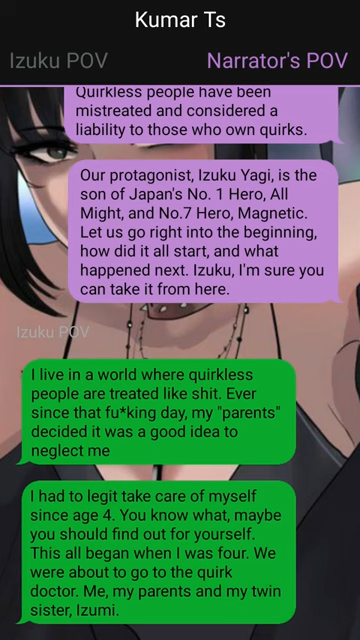 Kumar Ts
Izuku POV
Narrator's POV
Quirkless people have been
mistreated and considered a
liability to those who own quirks.
Our protagonist, Izuku Yagi, is the
son of Japan's No. 1 Hero, All
Might, and No.7 Hero, Magnetic.
Let us go right into the beginning,
how did it all start, and what
happened next. Izuku, I'm sure you
can take it from here.
Izuku POV
I live in a world where quirkless
people are treated like shit. Ever
since that fu*king day, my "parents"
decided it was a good idea to
neglect me
I had to legit take care of myself
since age 4. You know what, maybe
you should find out for yourself.
This all began when I was four. We
were about to go to the quirk
doctor. Me, my parents and my twin
sister, Izumi.